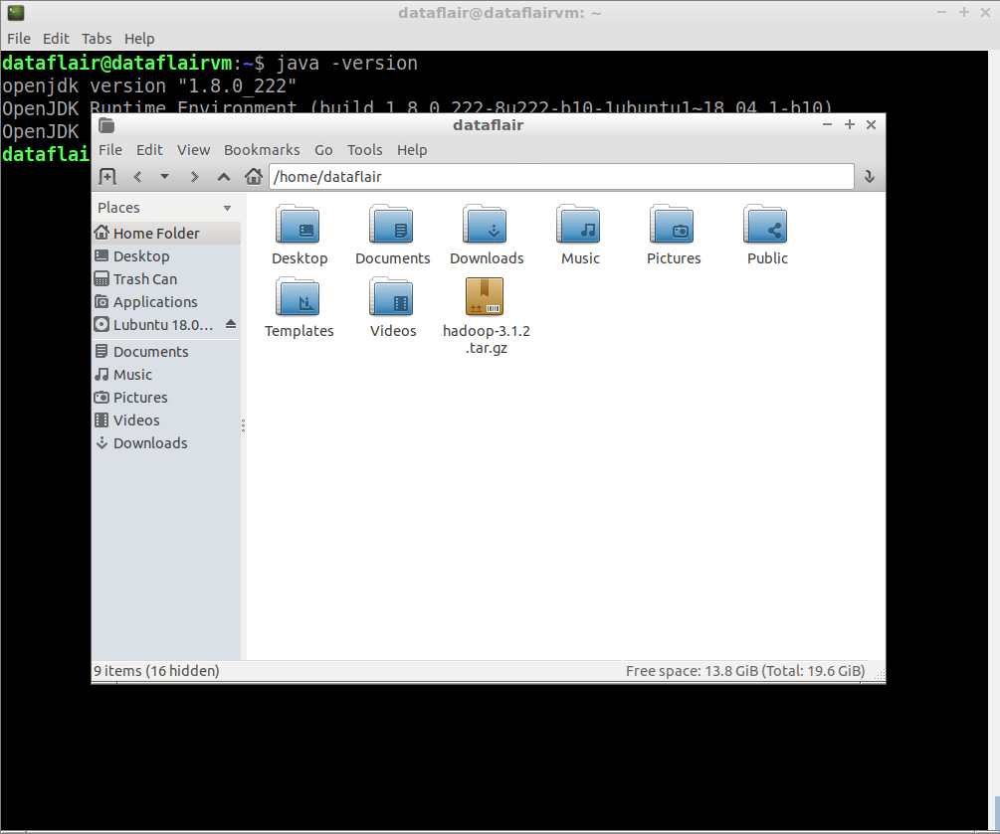 dataflair@dataflairvm: ~
File Edit Tabs Help
dataflair@dataflairvm:~$ java -version
openjdk version "1.8.0_222"
OpenJDK Runtime Environment (build 1.8.0_222-8u222-b10-1ubuntu1~18.04.1-b10)
OpenJDK
dataflai
dataflair
File Edit View Bookmarks Go Tools Help
/home/dataflair
Places
Home Folder
Desktop
Trash Can
Applications
Lubuntu 18.0...
Documents
Music
Pictures
Videos
Downloads
Desktop Documents Downloads Music Pictures Public
Templates Videos hadoop-3.1.2
.tar.gz
9 items (16 hidden) Free space: 13.8 GiB (Total: 19.6 GiB)